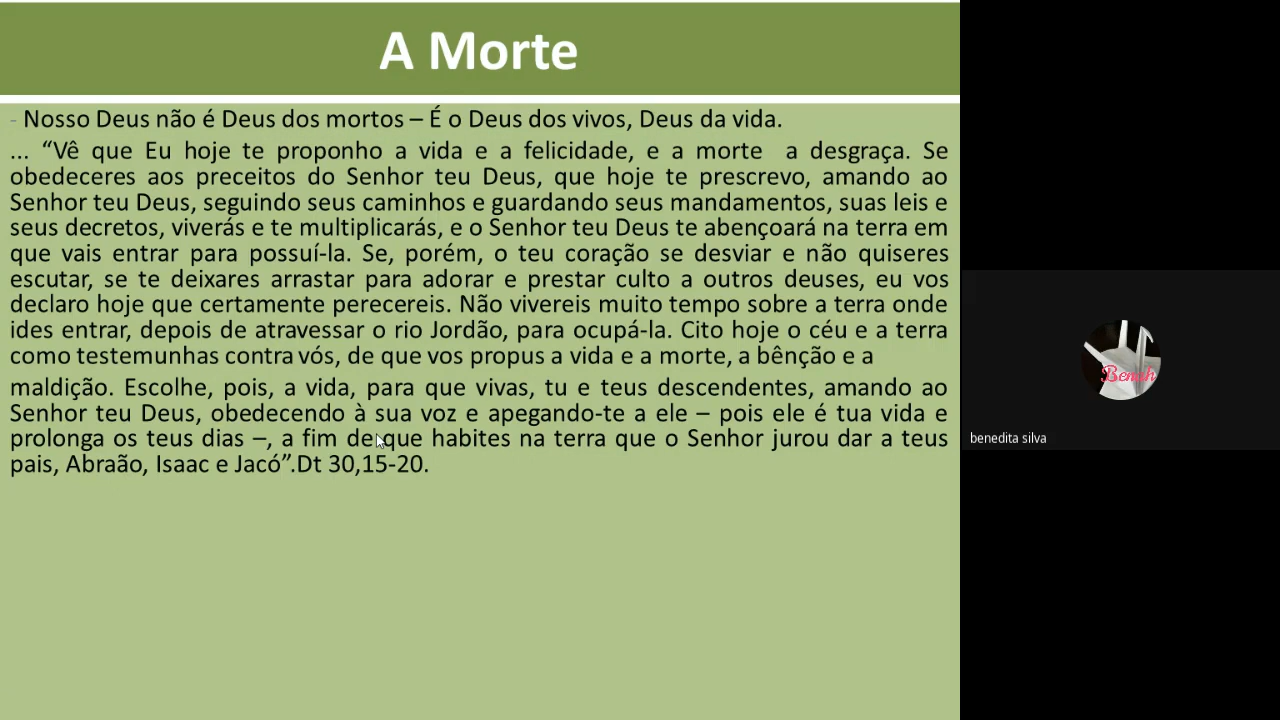 A Morte
- Nosso Deus não é Deus dos mortos – É o Deus dos vivos, Deus da vida.
... “Vê que Eu hoje te proponho a vida e a felicidade, e a morte  a desgraça. Se
obedeceres aos preceitos do Senhor teu Deus, que hoje te prescrevo, amando ao
Senhor teu Deus, seguindo seus caminhos e guardando seus mandamentos, suas leis e
seus decretos, viverás e te multiplicarás, e o Senhor teu Deus te abençoará na terra em
que vais entrar para possuí-la. Se, porém, o teu coração se desviar e não quiseres
escutar, se te deixares arrastar para adorar e prestar culto a outros deuses, eu vos
declaro hoje que certamente perecereis. Não vivereis muito tempo sobre a terra onde
ides entrar, depois de atravessar o rio Jordão, para ocupá-la. Cito hoje o céu e a terra
como testemunhas contra vós, de que vos propus a vida e a morte, a bênção e a
maldição. Escolhe, pois, a vida, para que vivas, tu e teus descendentes, amando ao
Senhor teu Deus, obedecendo à sua voz e apegando-te a ele – pois ele é tua vida e
prolonga os teus dias –, a fim de que habites na terra que o Senhor jurou dar a teus
pais, Abraão, Isaac e Jacó”.Dt 30,15-20.
benedita silva